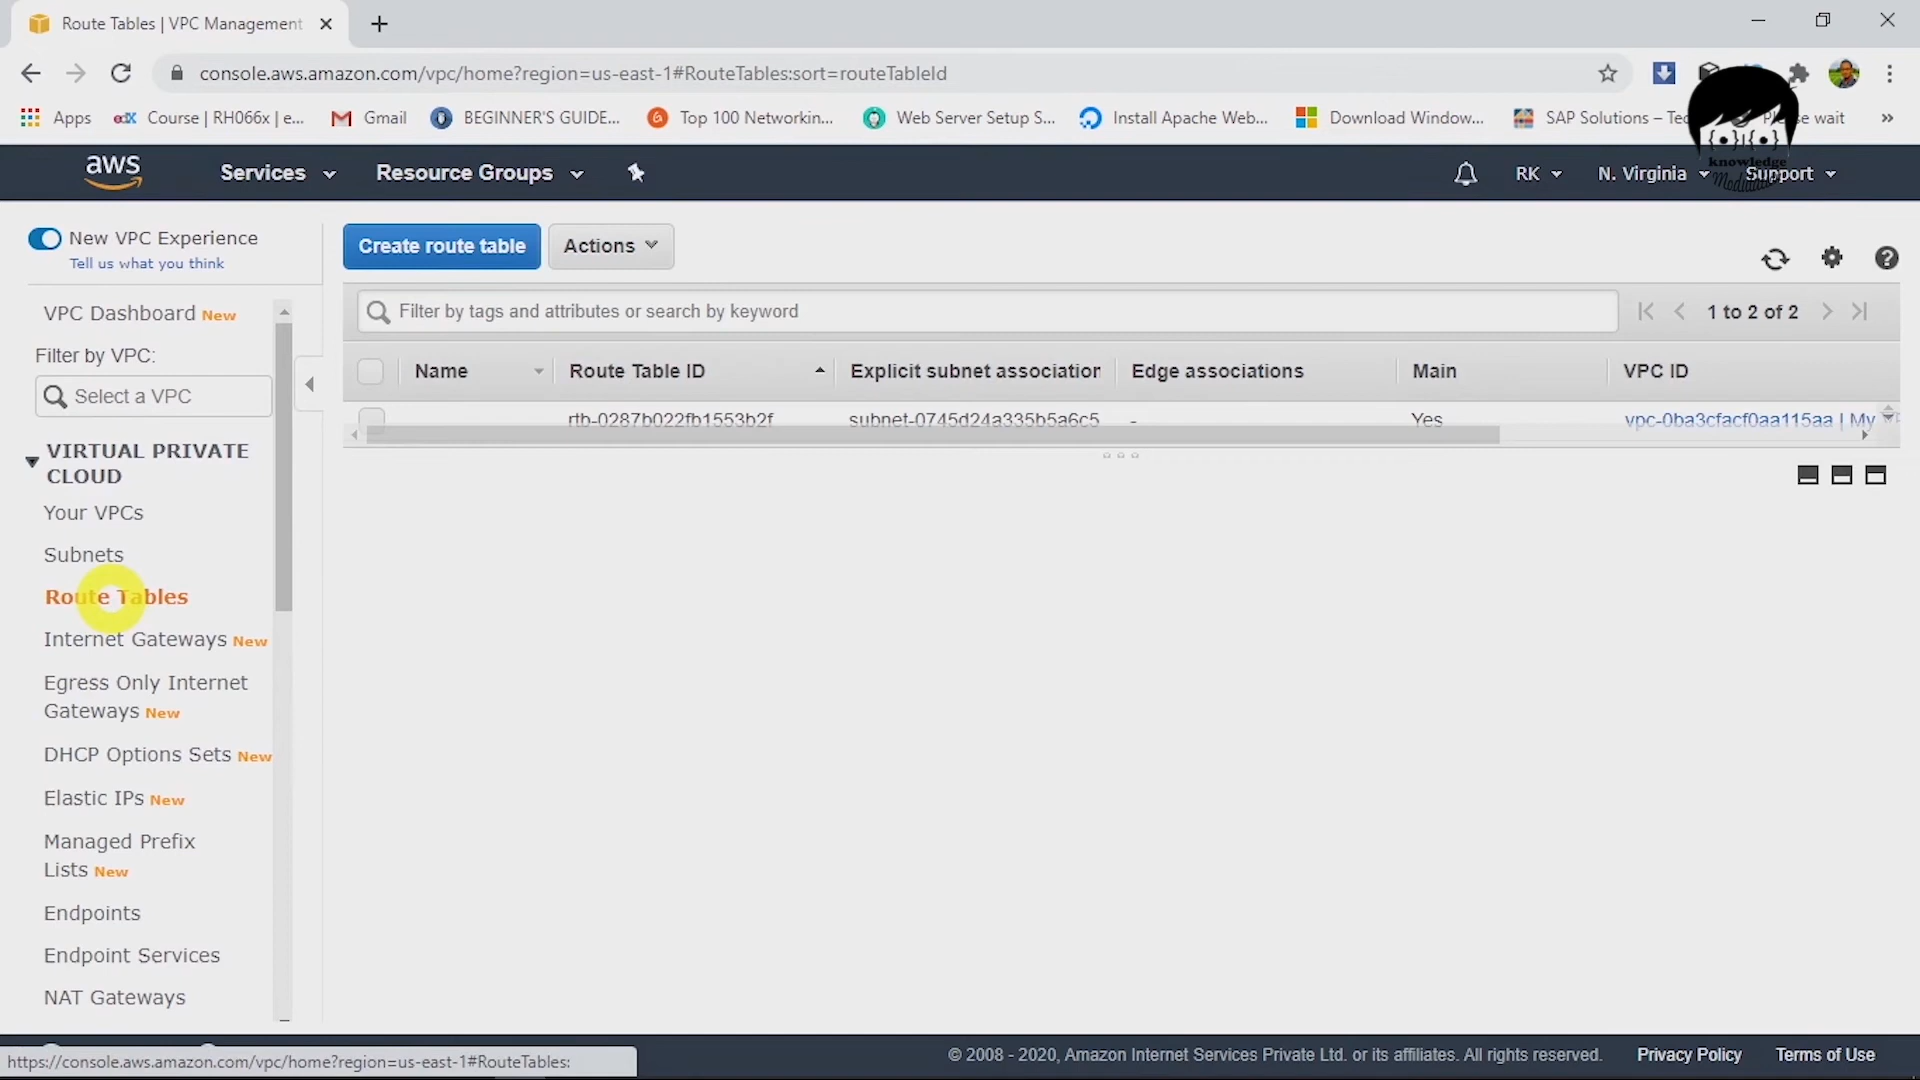 Route Tables | VPC Management
console.aws.amazon.com/vpc/home?region=us-east-1#RouteTables:sort=routeTableId
Apps
edX Course | RH066x | e...
Gmail
BEGINNER'S GUIDE...
Top 100 Networkin...
Web Server Setup S...
Install Apache Web...
Download Window...
SAP Solutions – Te
wait
»
knowledge
aws
Services
Resource Groups
RK
N. Virginia
Support
New VPC Experience
Tell us what you think
Create route table
Actions
VPC Dashboard New
Filter by VPC:
Select a VPC
Filter by tags and attributes or search by keyword
1 to 2 of 2
Name
Route Table ID
Explicit subnet association
Edge associations
Main
VPC ID
rtb-0287b022fb1553b2f
subnet-0745d24a335b5a6c5
-
Yes
vpc-0ba3cfacf0aa115aa | My
VIRTUAL PRIVATE
CLOUD
Your VPCs
Subnets
Route Tables
Internet Gateways New
Egress Only Internet
Gateways New
DHCP Options Sets New
Elastic IPs New
Managed Prefix
Lists New
Endpoints
Endpoint Services
NAT Gateways
https://console.aws.amazon.com/vpc/home?region=us-east-1#RouteTables:
© 2008 - 2020, Amazon Internet Services Private Ltd. or its affiliates. All rights reserved.
Privacy Policy
Terms of Use